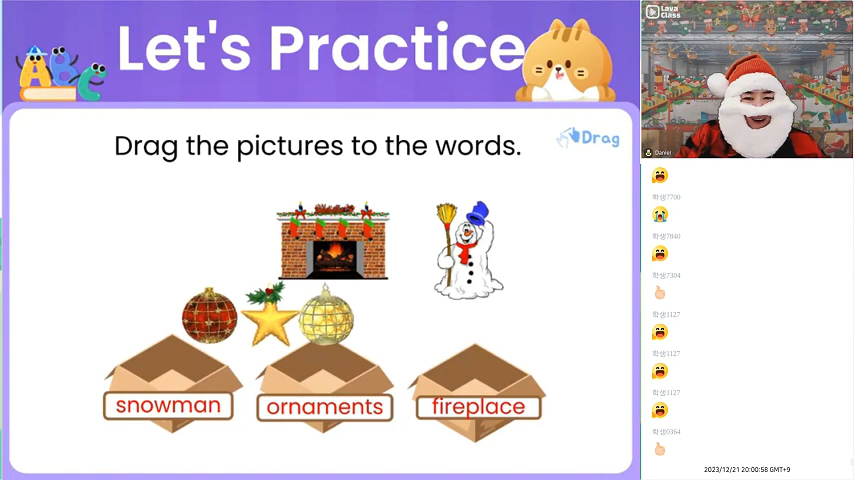 Let's Practice
ABC
Drag the pictures to the words.
Drag
snowman
ornaments
fireplace
Lava
Class
Daniel
학생7700
학생7840
학생7304
학생1127
학생1127
학생1127
학생0364
2023/12/21 20:00:58 GMT+9